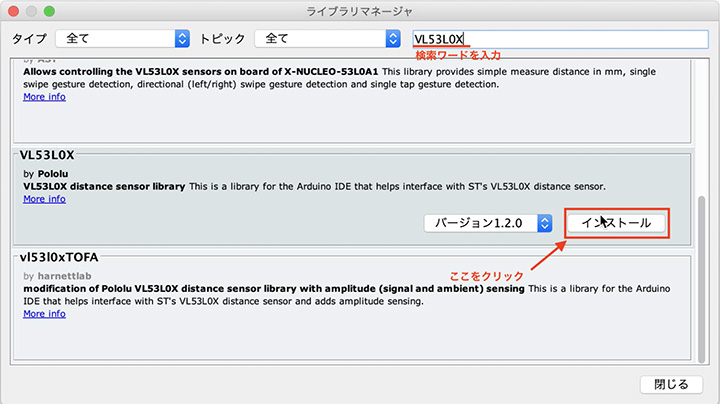 ライブラリマネージャ
タイプ 全て トピック 全て VL53L0X
検索ワードを入力
by AST
Allows controlling the VL53L0X sensors on board of X-NUCLEO-53L0A1 This library provides simple measure distance in mm, single
swipe gesture detection, directional (left/right) swipe gesture detection and single tap gesture detection.
More info
VL53L0X
by Pololu
VL53L0X distance sensor library This is a library for the Arduino IDE that helps interface with ST's VL53L0X distance sensor.
More info
バージョン1.2.0 インストール
ここをクリック
vl53l0xTOFA
by harnettlab
modification of Pololu VL53L0X distance sensor library with amplitude (signal and ambient) sensing This is a library for the Arduino
IDE that helps interface with ST's VL53L0X distance sensor and adds amplitude sensing.
More info
閉じる